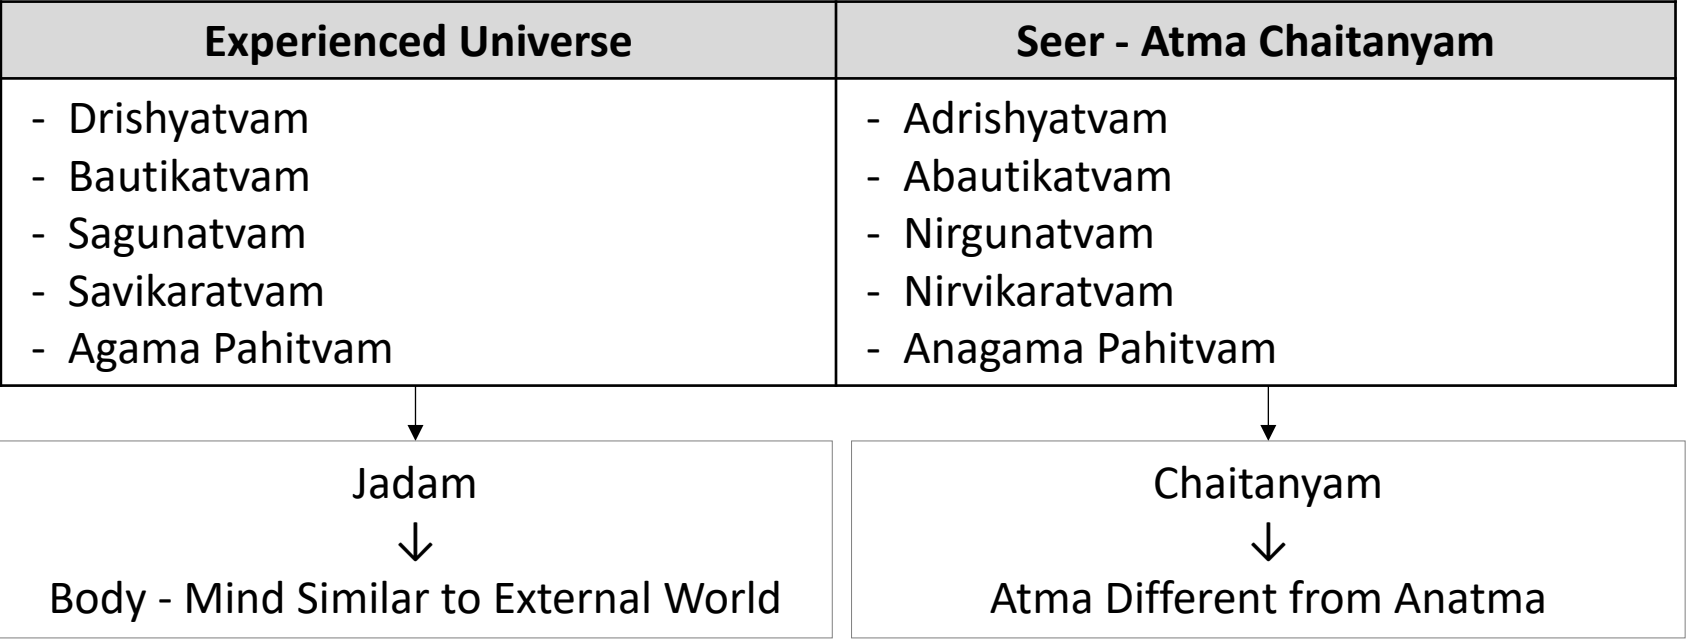 Experienced Universe
Seer - Atma Chaitanyam
- Drishyatvam
- Bautikatvam
- Sagunatvam
- Savikaratvam
- Agama Pahitvam
- Adrishyatvam
- Abautikatvam
- Nirgunatvam
- Nirvikaratvam
- Anagama Pahitvam
Jadam
Body - Mind Similar to External World
Chaitanyam
Atma Different from Anatma